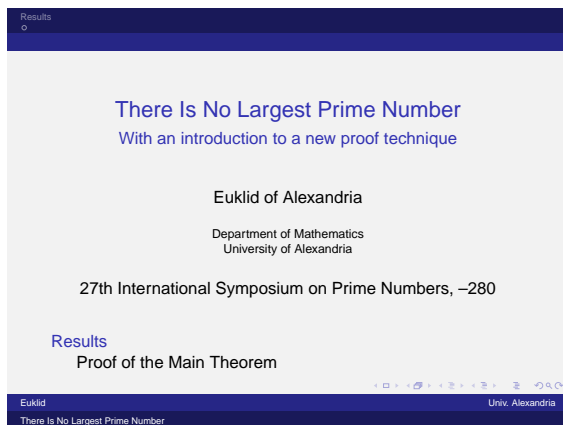 Results
There Is No Largest Prime Number
With an introduction to a new proof technique
Euklid of Alexandria
Department of Mathematics
University of Alexandria
27th International Symposium on Prime Numbers, –280
Results
Proof of the Main Theorem
Euklid Univ. Alexandria
There Is No Largest Prime Number